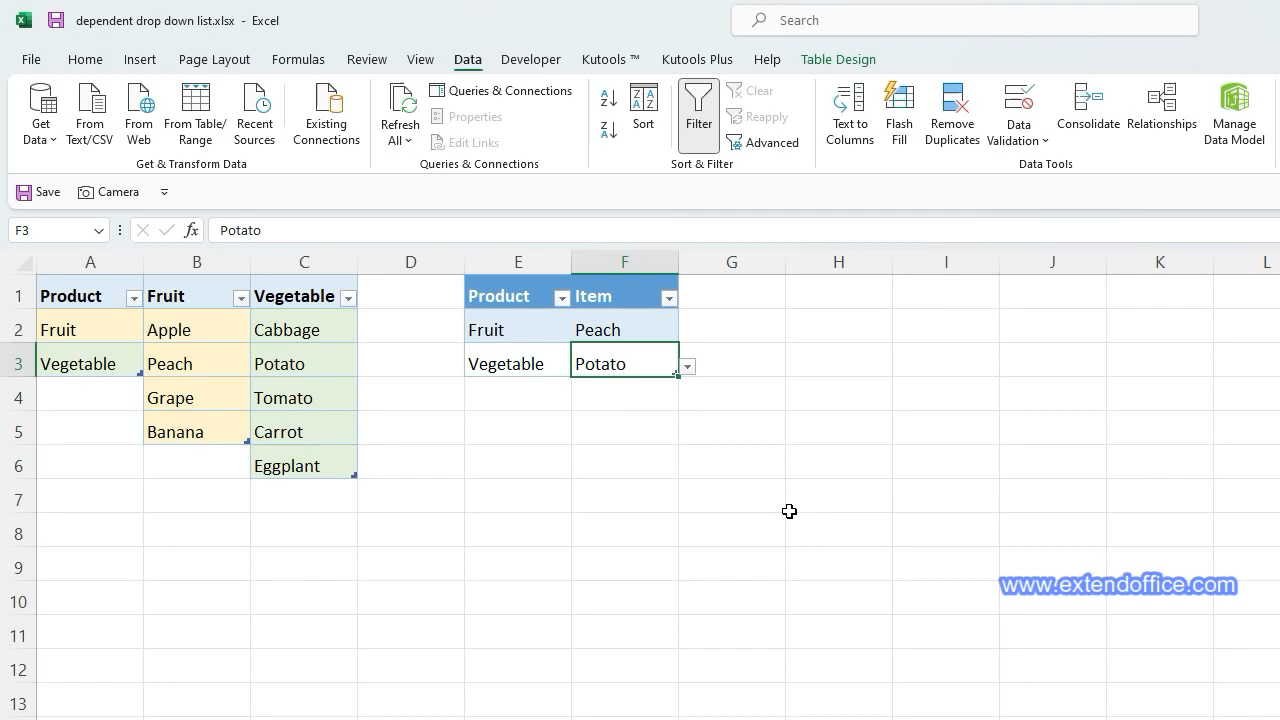 dependent drop down list.xlsx - Excel
Search
File Home Insert Page Layout Formulas Review View Data Developer Kutools ™ Kutools Plus Help Table Design
Get Data
From Text/CSV
From Web
From Table/ Range
Recent Sources
Existing Connections
Get & Transform Data
Refresh All
Queries & Connections
Properties
Edit Links
Queries & Connections
Sort
Filter
Clear
Reapply
Advanced
Sort & Filter
Text to Columns
Flash Fill
Remove Duplicates
Data Validation
Consolidate
Relationships
Manage Data Model
Data Tools
Save Camera
F3 fx Potato
A B C D E F G H I J K L
1 Product Fruit Vegetable Product Item
2 Fruit Apple Cabbage Fruit Peach
3 Vegetable Peach Potato Vegetable Potato
4 Grape Tomato
5 Banana Carrot
6 Eggplant
7
8
9
www.extendoffice.com
10
11
12
13